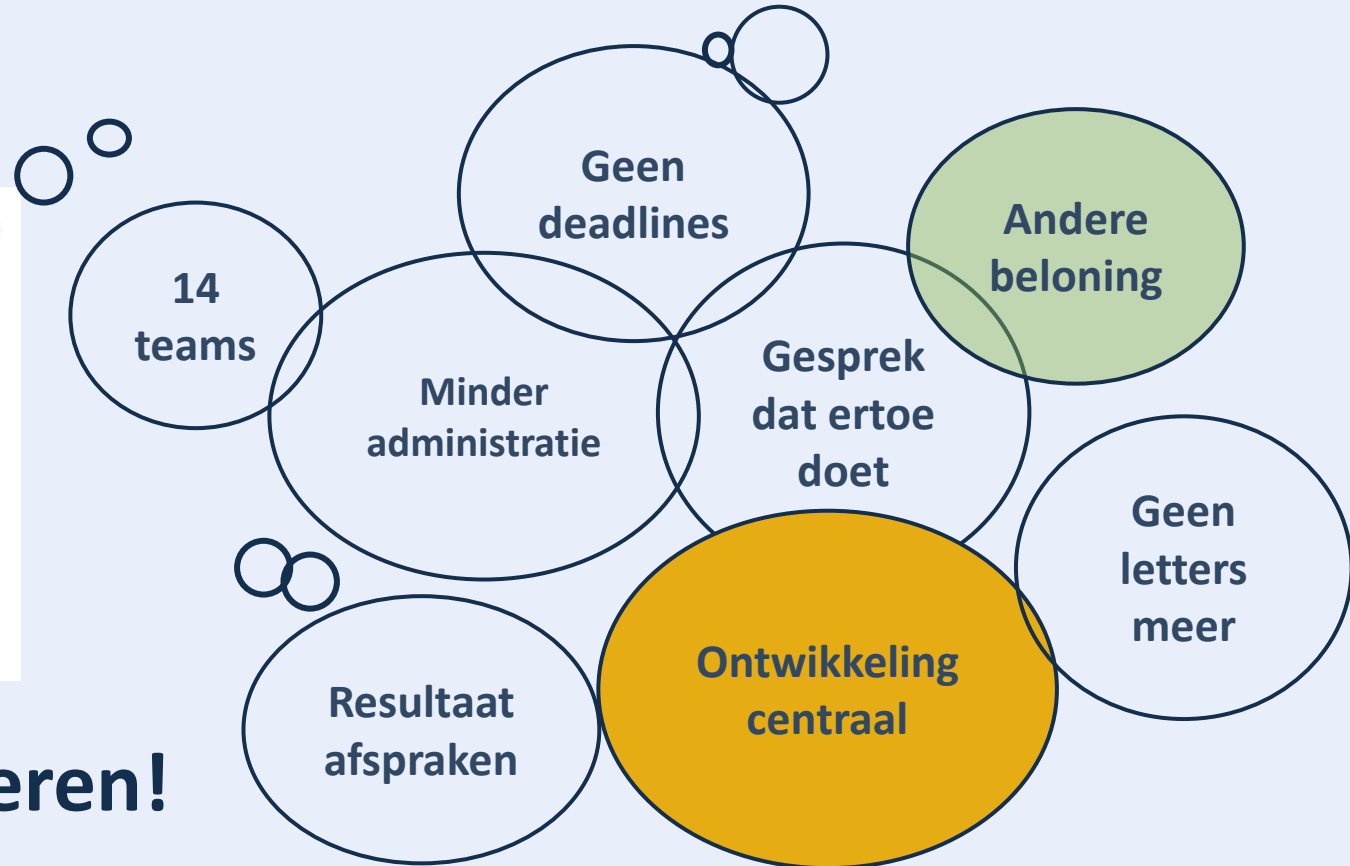 Geen
deadlines
Andere
beloning
14
teams
Minder
administratie
Gesprek
dat ertoe
doet
Geen
letters
meer
Ontwikkeling
centraal
Resultaat
afspraken
eren!